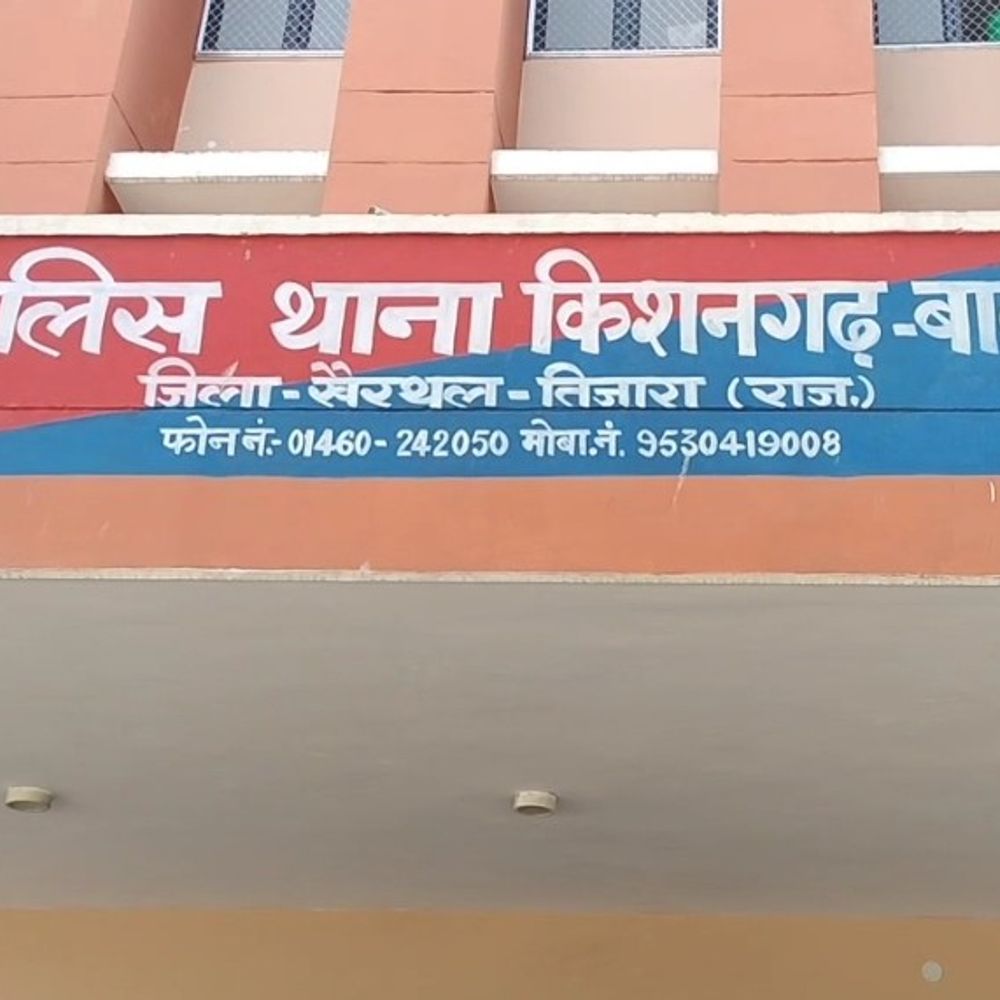 लिस थाना किशनगढ़-बा
जिला-खैरथल-तिजारा (राज.)
फोन नं.- 01460-242050 मोबा.नं. 9530419008